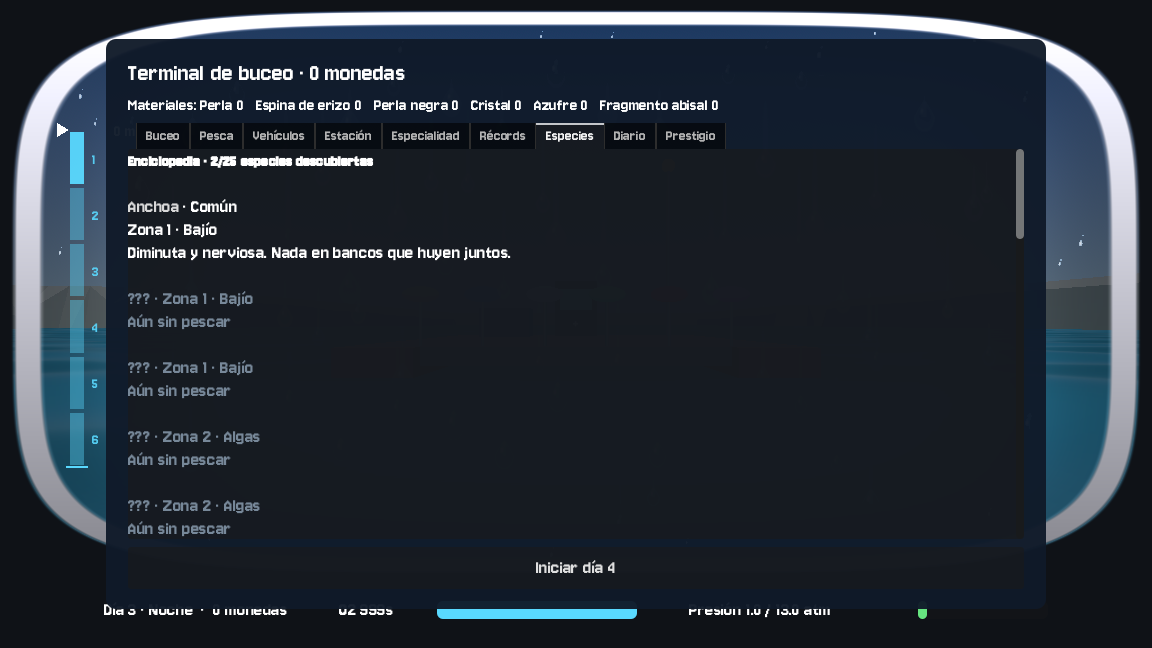 Terminal de buceo · 0 monedas
Materiales: Perla 0 Espina de erizo 0 Perla negra 0 Cristal 0 Azufre 0 Fragmento abisal 0
Buceo Pesca Vehículos Estación Especialidad Récords Especies Diario Prestigio
Enciclopedia · 2/25 especies descubiertas
1
Anchoa · Común
2
Zona 1 · Bajío
Diminuta y nerviosa. Nada en bancos que huyen juntos.
3
??? · Zona 1 · Bajío
Aún sin pescar
4
??? · Zona 1 · Bajío
5
Aún sin pescar
??? · Zona 2 · Algas
6
Aún sin pescar
??? · Zona 2 · Algas
Aún sin pescar
Iniciar día 4
Día 3 · Noche · 0 monedas O2 999s Presión 1.0 / 13.0 atm